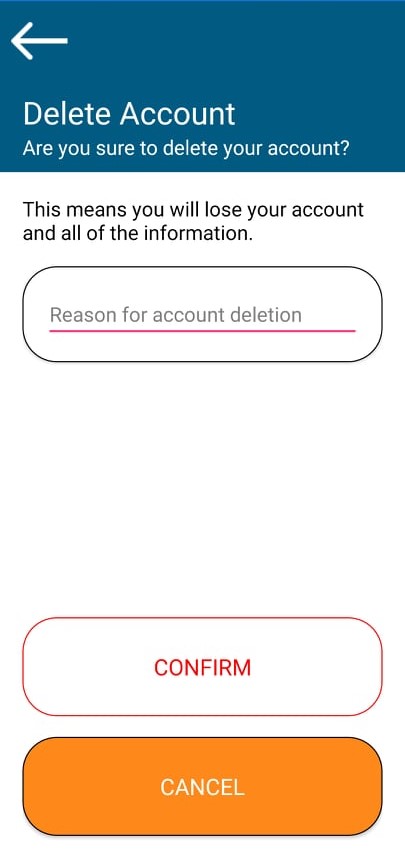 Delete Account
Are you sure to delete your account?
This means you will lose your account
and all of the information.
Reason for account deletion
CONFIRM
CANCEL